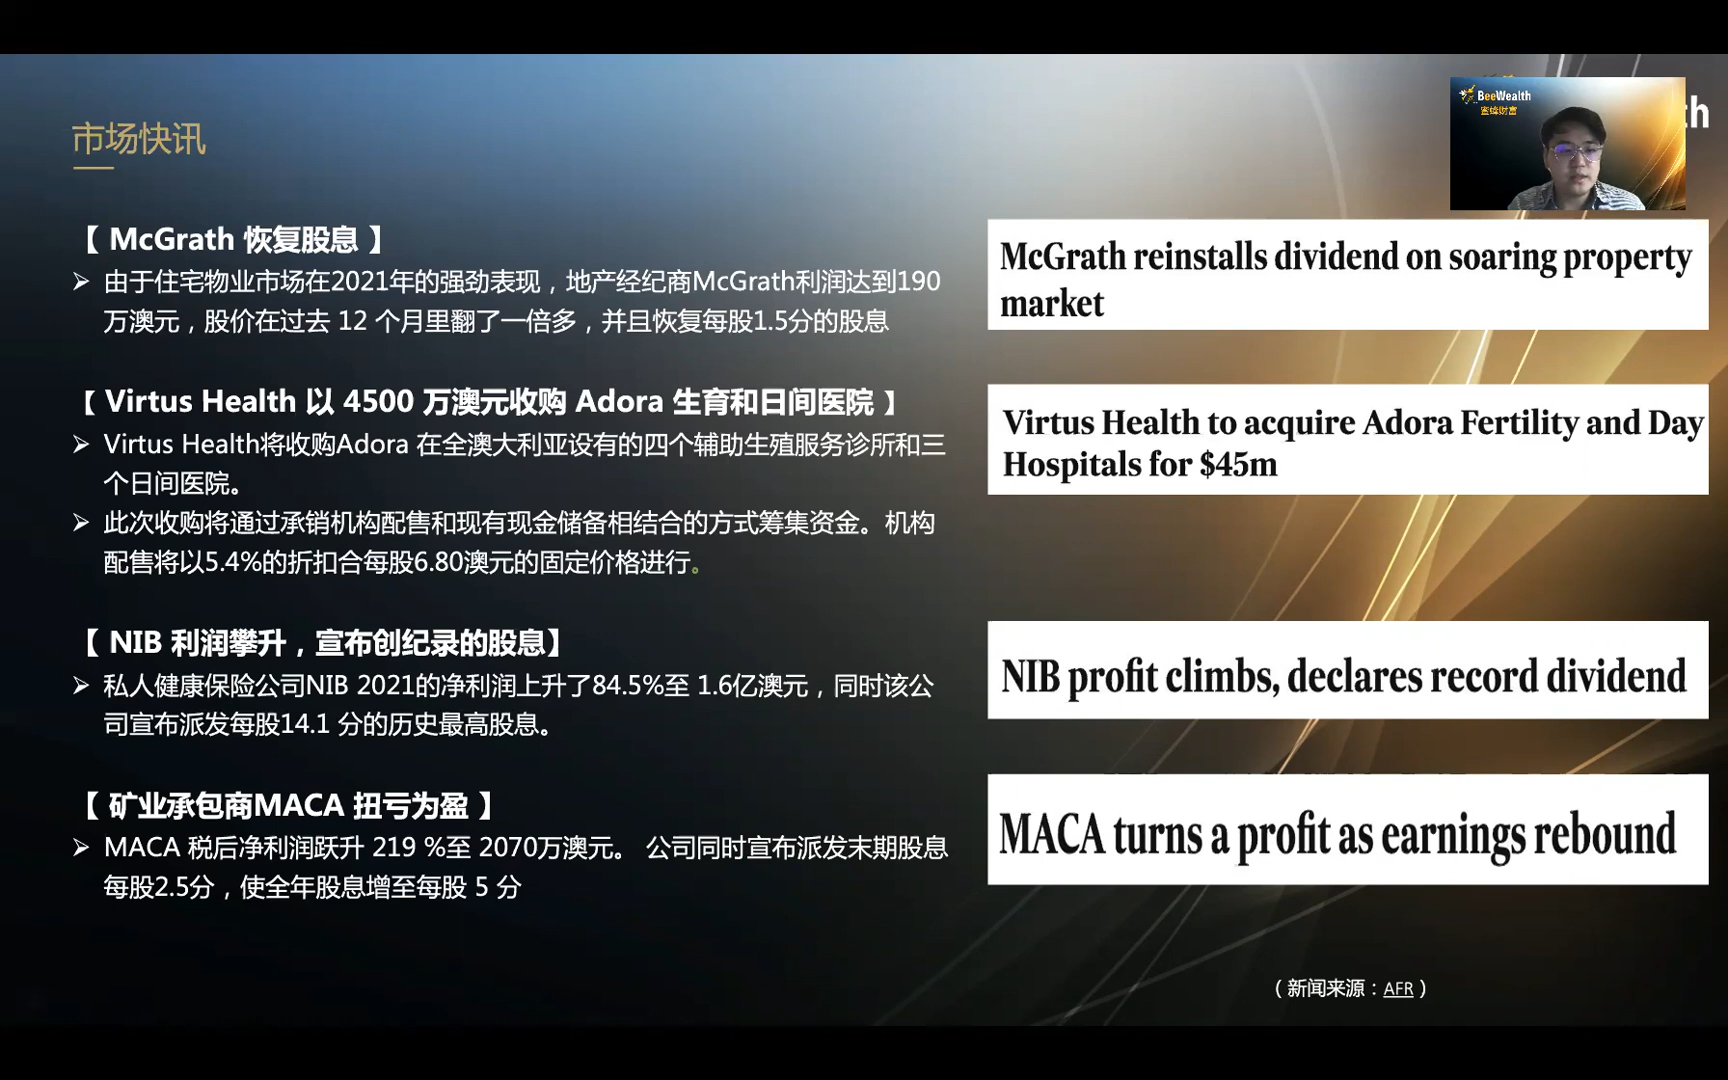 市场快讯
BeeWealth
蜜蜂财富
th
【 McGrath 恢复股息 】
➢ 由于住宅物业市场在2021年的强劲表现，地产经纪商McGrath利润达到190
万澳元，股价在过去 12 个月里翻了一倍多，并且恢复每股1.5分的股息
McGrath reinstalls dividend on soaring property
market
【 Virtus Health 以 4500 万澳元收购 Adora 生育和日间医院 】
➢ Virtus Health将收购Adora 在全澳大利亚设有的四个辅助生殖服务诊所和三
个日间医院。
➢ 此次收购将通过承销机构配售和现有现金储备相结合的方式筹集资金。机构
配售将以5.4%的折扣合每股6.80澳元的固定价格进行。
Virtus Health to acquire Adora Fertility and Day
Hospitals for $45m
【 NIB 利润攀升，宣布创纪录的股息】
➢ 私人健康保险公司NIB 2021的净利润上升了84.5%至 1.6亿澳元，同时该公
司宣布派发每股14.1 分的历史最高股息。
NIB profit climbs, declares record dividend
【 矿业承包商MACA 扭亏为盈 】
➢ MACA 税后净利润跃升 219 %至 2070万澳元。 公司同时宣布派发末期股息
每股2.5分，使全年股息增至每股 5 分
MACA turns a profit as earnings rebound
（ 新闻来源：AFR ）